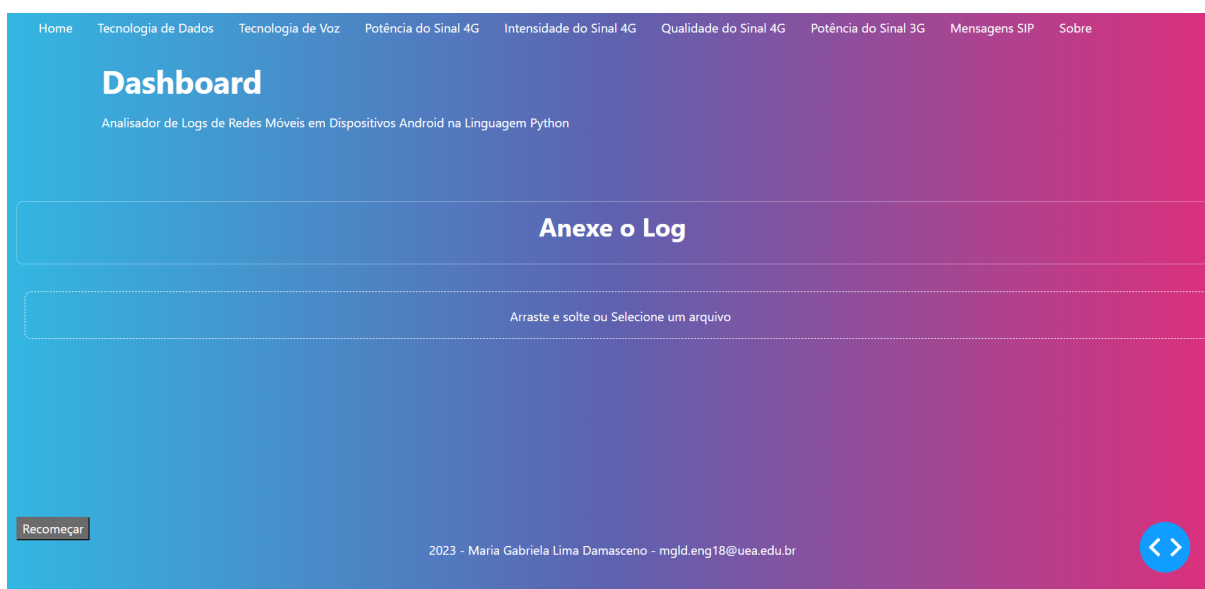 Home Tecnologia de Dados Tecnologia de Voz Potência do Sinal 4G Intensidade do Sinal 4G Qualidade do Sinal 4G Potência do Sinal 3G Mensagens SIP Sobre
Dashboard
Analisador de Logs de Redes Móveis em Dispositivos Android na Linguagem Python
Anexe o Log
Arraste e solte ou Selecione um arquivo
Recomeçar
2023 - Maria Gabriela Lima Damasceno - mgld.eng18@uea.edu.br